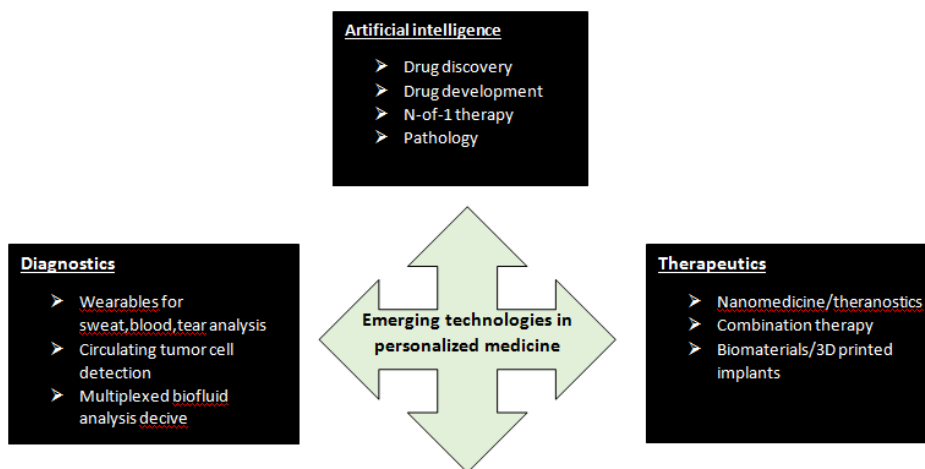 Artificial intelligence
Drug discovery
Drug development
N-of-1 therapy
Pathology
Diagnostics
Wearables for
sweat,blood,tear analysis
Circulating tumor cell
detection
Multiplexed biofluid
analysis decive
Emerging technologies in
personalized medicine
Therapeutics
Nanomedicine/theranostics
Combination therapy
Biomaterials/3D printed
implants